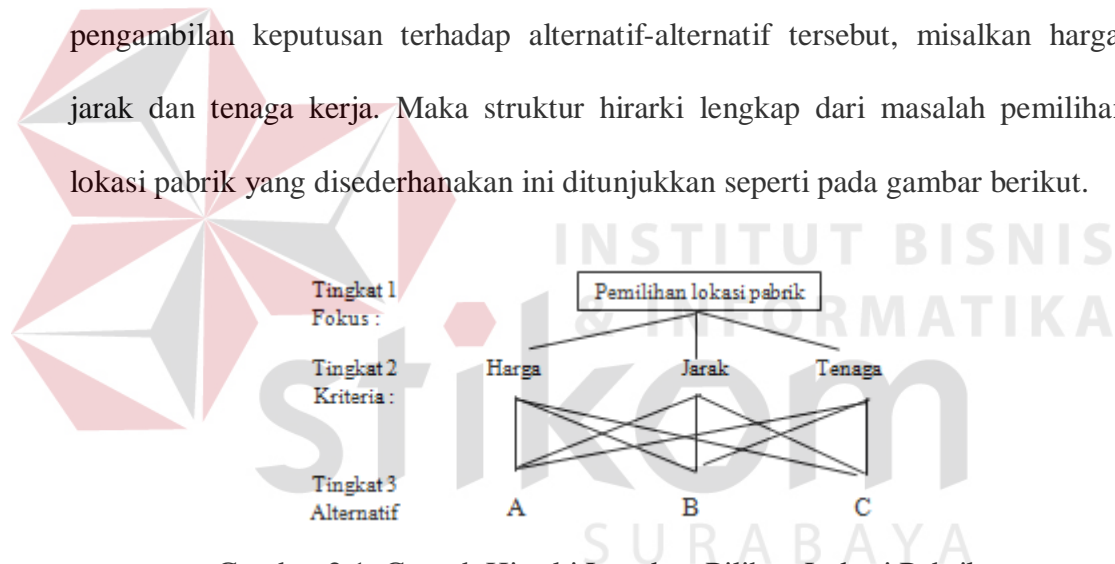 pengambilan keputusan terhadap alternatif-alternatif tersebut, misalkan harga
jarak dan tenaga kerja. Maka struktur hirarki lengkap dari masalah pemilihan
lokasi pabrik yang disederhanakan ini ditunjukkan seperti pada gambar berikut.
INSTITUT BISNIS
& INFORMATIKA
stikom
SURABAYA
Tingkat 1
Fokus :
Pemilihan lokasi pabrik
Tingkat 2
Kriteria :
Harga Jarak Tenaga
Tingkat 3
Alternatif
A B C